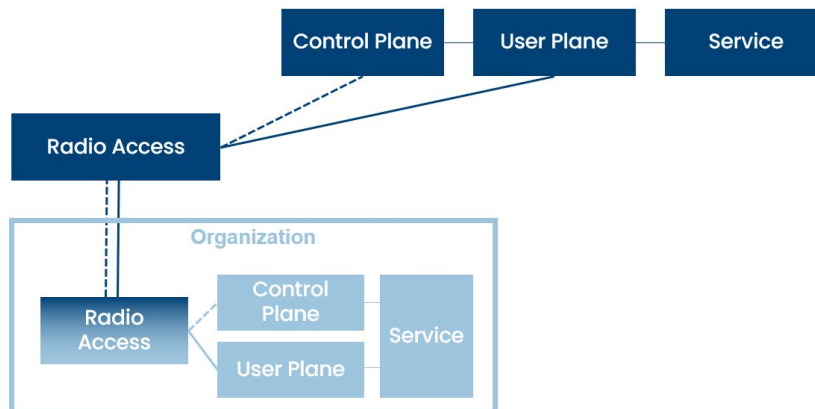 Control Plane
User Plane
Service
Radio Access
Organization
Radio
Access
Control
Plane
User Plane
Service